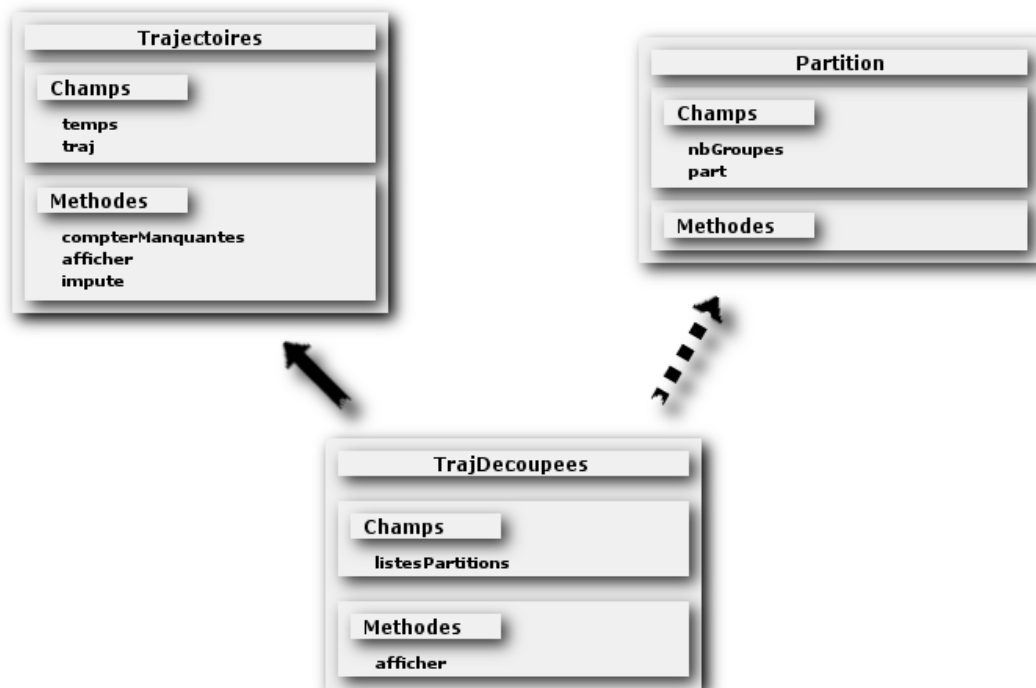 Trajectoires
Champs
temps
traj
Methodes
compterManquantes
afficher
impute
Partition
Champs
nbGroupes
part
Methodes
TrajDecoupees
Champs
listesPartitions
Methodes
afficher